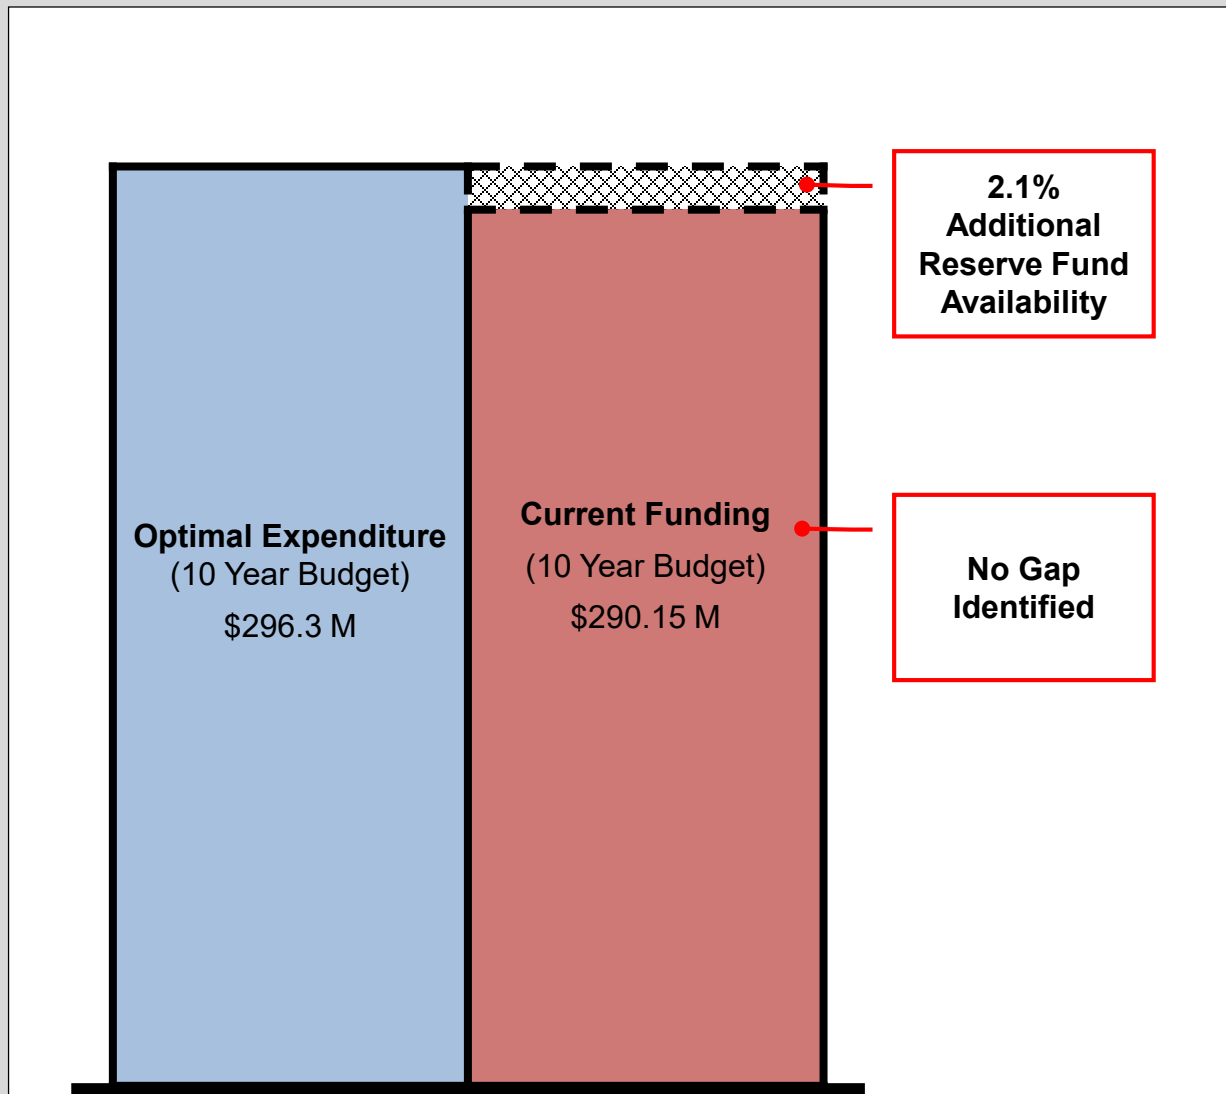 2.1%
Additional
Reserve Fund
Availability
Optimal Expenditure
(10 Year Budget)
$296.3 M
Current Funding
(10 Year Budget)
$290.15 M
No Gap
Identified